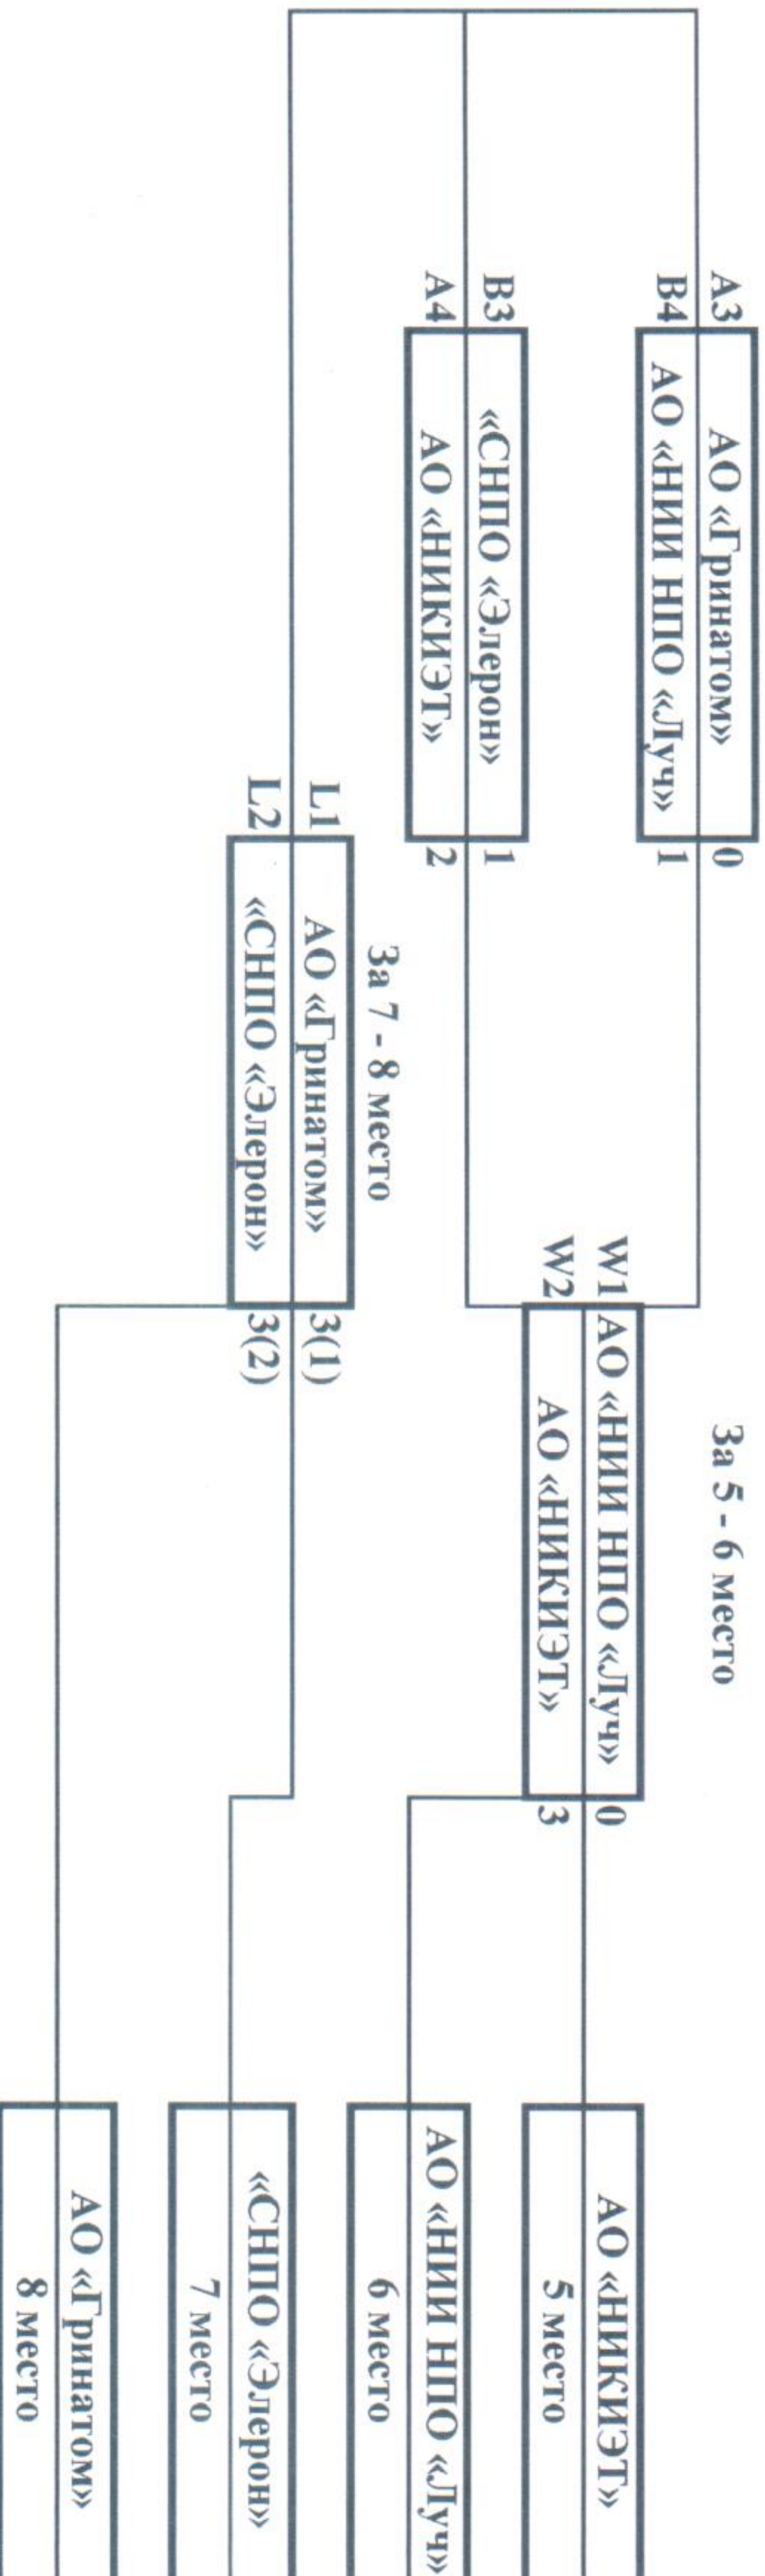 За 5 - 6 место
A3 АО «Гринатом» 0
B4 АО «НИИ НПО «Луч» 1
W1 АО «НИИ НПО «Луч» 0
W2 АО «НИКИЭТ» 3
B3 «СНПО «Элерон» 1
A4 АО «НИКИЭТ» 2
АО «НИКИЭТ»
5 место
АО «НИИ НПО «Луч»
6 место
За 7 - 8 место
L1 АО «Гринатом» 3(1)
L2 «СНПО «Элерон» 3(2)
«СНПО «Элерон»
7 место
АО «Гринатом»
8 место